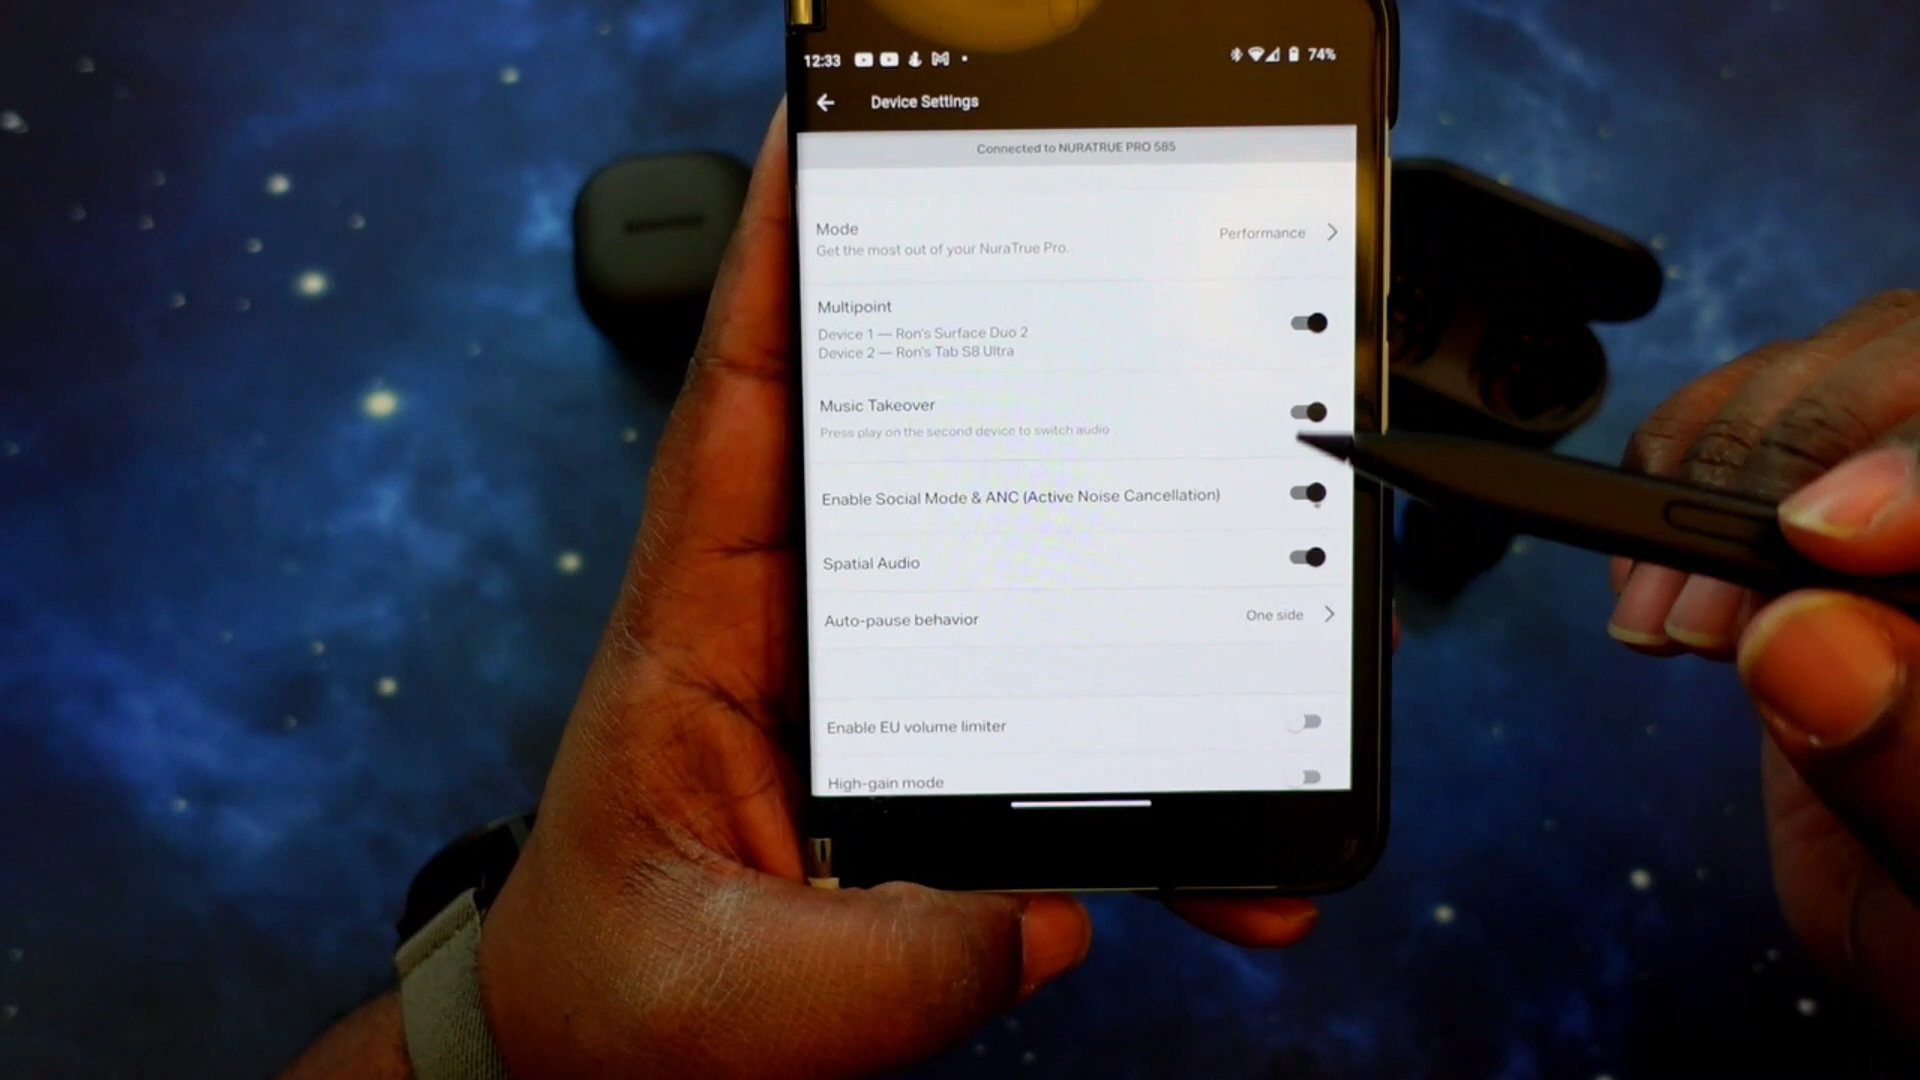 12:33
74%
Device Settings
Connected to NURATRUE PRO 585
Mode
Get the most out of your NuraTrue Pro.
Performance
Multipoint
Device 1 — Ron's Surface Duo 2
Device 2 — Ron's Tab S8 Ultra
Music Takeover
Press play on the second device to switch audio
Enable Social Mode & ANC (Active Noise Cancellation)
Spatial Audio
Auto-pause behavior
One side
Enable EU volume limiter
High-gain mode